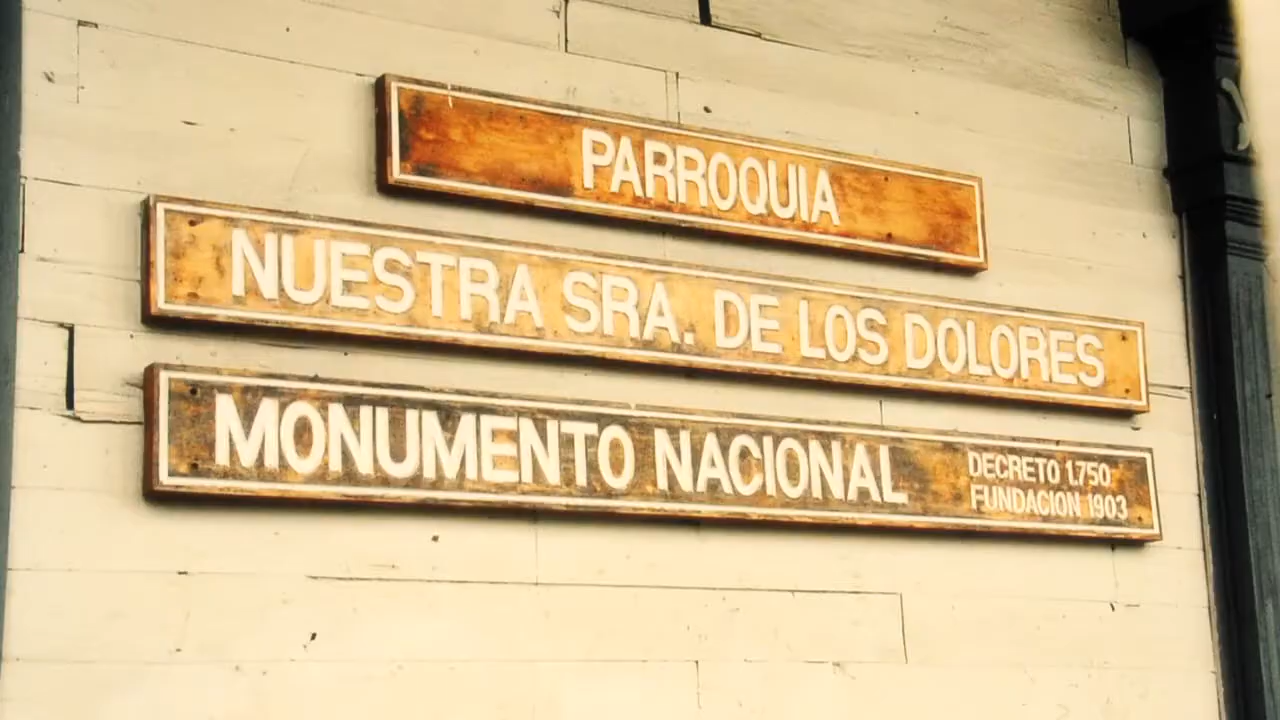 PARROQUIA
NUESTRA SRA. DE LOS DOLORES
MONUMENTO NACIONAL
DECRETO 1.750
FUNDACION 1903